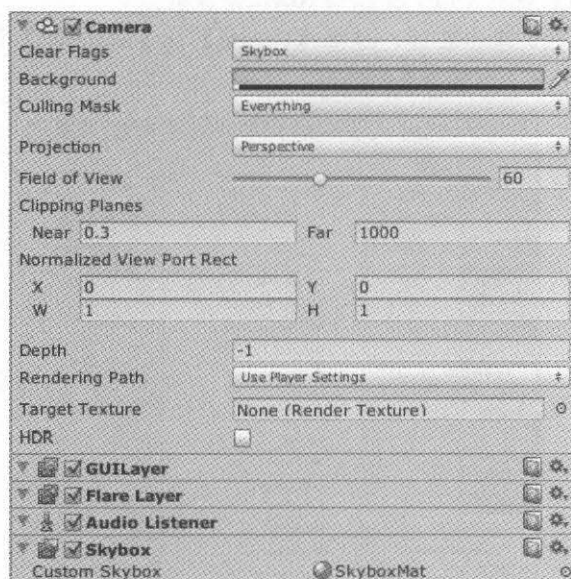 Camera
Clear Flags Skybox
Background
Culling Mask Everything
Projection Perspective
Field of View 60
Clipping Planes
Near 0.3 Far 1000
Normalized View Port Rect
X 0 Y 0
W 1 H 1
Depth -1
Rendering Path Use Player Settings
Target Texture None (Render Texture)
HDR
GUILayer
Flare Layer
Audio Listener
Skybox
Custom Skybox SkyboxMat